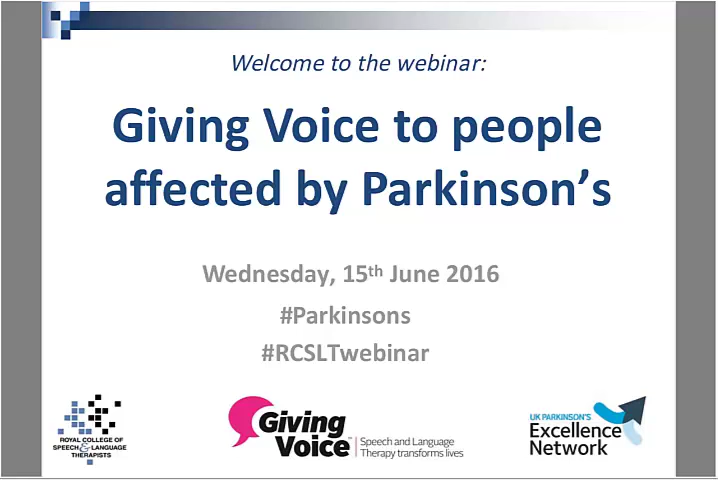 Welcome to the webinar:
Giving Voice to people
affected by Parkinson's
Wednesday, 15th June 2016
#Parkinsons
#RCSLTwebinar
ROYAL COLLEGE OF
SPEECH & LANGUAGE
THERAPISTS
Giving
Voice™
Speech and Language
Therapy transforms lives
UK PARKINSON'S
Excellence
Network